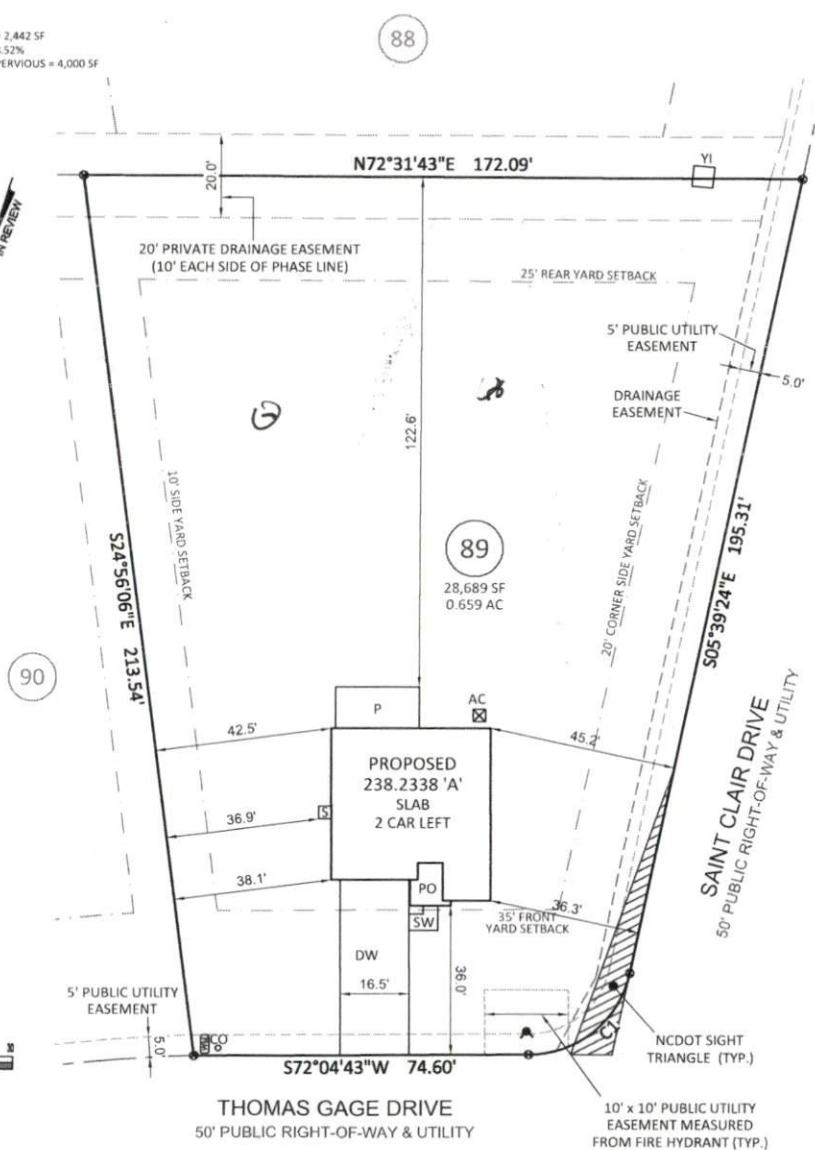 2,442 SF
.52%
PERVIOUS = 4,000 SF
88
IN REVIEW
N72°31'43"E 172.09'
YI
20.0'
20' PRIVATE DRAINAGE EASEMENT
(10' EACH SIDE OF PHASE LINE)
25' REAR YARD SETBACK
5' PUBLIC UTILITY
EASEMENT
5.0'
DRAINAGE
EASEMENT
122.6'
10' SIDE YARD SETBACK
S24°56'06"E 213.54'
20' CORNER SIDE YARD SETBACK
S05°39'24"E 195.31'
89
28,689 SF
0.659 AC
90
P
AC
42.5'
45.2'
PROPOSED
238.2338 'A'
SLAB
2 CAR LEFT
S
36.9'
38.1'
PO
SW
36.3'
35' FRONT
YARD SETBACK
SAINT CLAIR DRIVE
50' PUBLIC RIGHT-OF-WAY & UTILITY
DW
16.5'
36.0'
5' PUBLIC UTILITY
EASEMENT
5.0'
CO
C1
NCDOT SIGHT
TRIANGLE (TYP.)
S72°04'43"W 74.60'
THOMAS GAGE DRIVE
50' PUBLIC RIGHT-OF-WAY & UTILITY
10' x 10' PUBLIC UTILITY
EASEMENT MEASURED
FROM FIRE HYDRANT (TYP.)
30